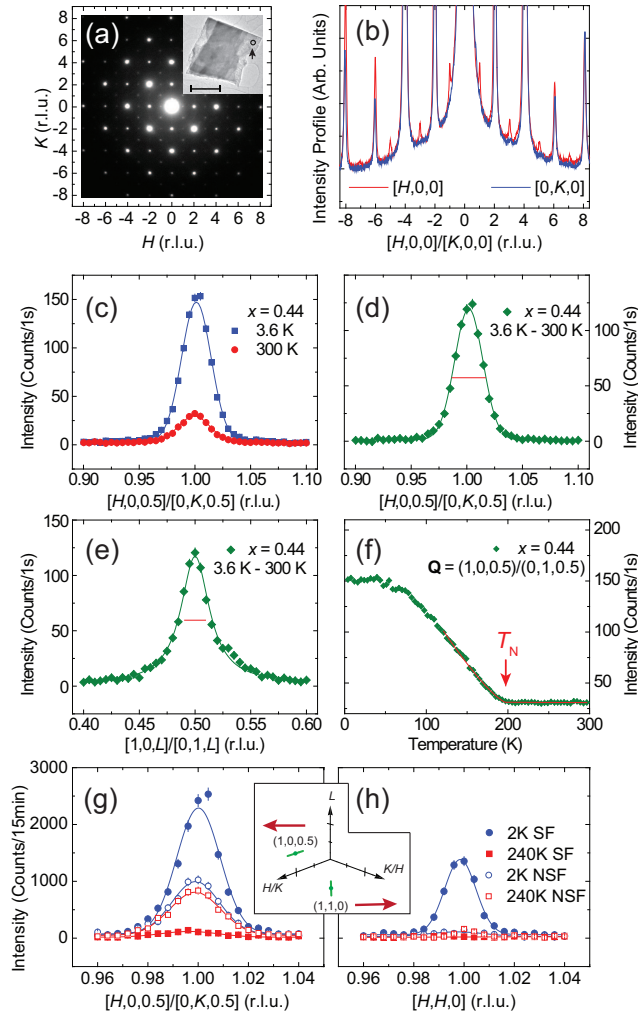 (a)
K (r.l.u.)
8
6
4
2
0
-2
-4
-6
-8
-8 -6 -4 -2 0 2 4 6 8
H (r.l.u.)
(b)
Intensity Profile (Arb. Units)
[H,0,0]
[0,K,0]
-8 -6 -4 -2 0 2 4 6 8
[H,0,0]/[K,0,0] (r.l.u.)
(c)
x = 0.44
3.6 K
300 K
Intensity (Counts/1s)
150
100
50
0
0.90 0.95 1.00 1.05 1.10
[H,0,0.5]/[0,K,0.5] (r.l.u.)
(d)
x = 0.44
3.6 K - 300 K
Intensity (Counts/1s)
100
50
0
0.90 0.95 1.00 1.05 1.10
[H,0,0.5]/[0,K,0.5] (r.l.u.)
(e)
x = 0.44
3.6 K - 300 K
Intensity (Counts/1s)
150
100
50
0
0.40 0.45 0.50 0.55 0.60
[1,0,L]/[0,1,L] (r.l.u.)
(f)
x = 0.44
Q = (1,0,0.5)/(0,1,0.5)
TN
Intensity (Counts/1s)
200
150
100
50
0 100 200 300
Temperature (K)
(g)
Intensity (Counts/15min)
3000
2000
1000
0
0.96 0.98 1.00 1.02 1.04
[H,0,0.5]/[0,K,0.5] (r.l.u.)
L
(1,0,0.5)
H/K
K/H
(1,1,0)
(h)
2K SF
240K SF
2K NSF
240K NSF
0.96 0.98 1.00 1.02 1.04
[H,H,0] (r.l.u.)